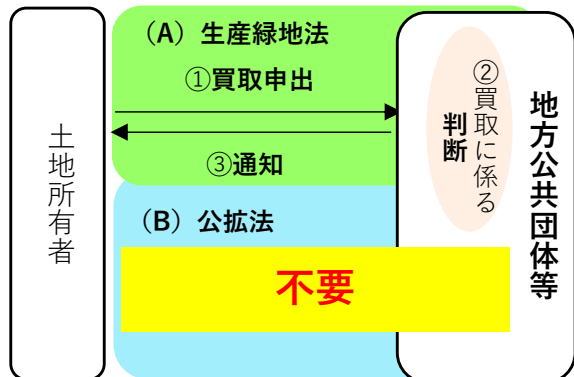 土地所有者
（A）生産緑地法
①買取申出
③通知
②買取に係る
判断
地方公共団体等
（B）公拡法
不要